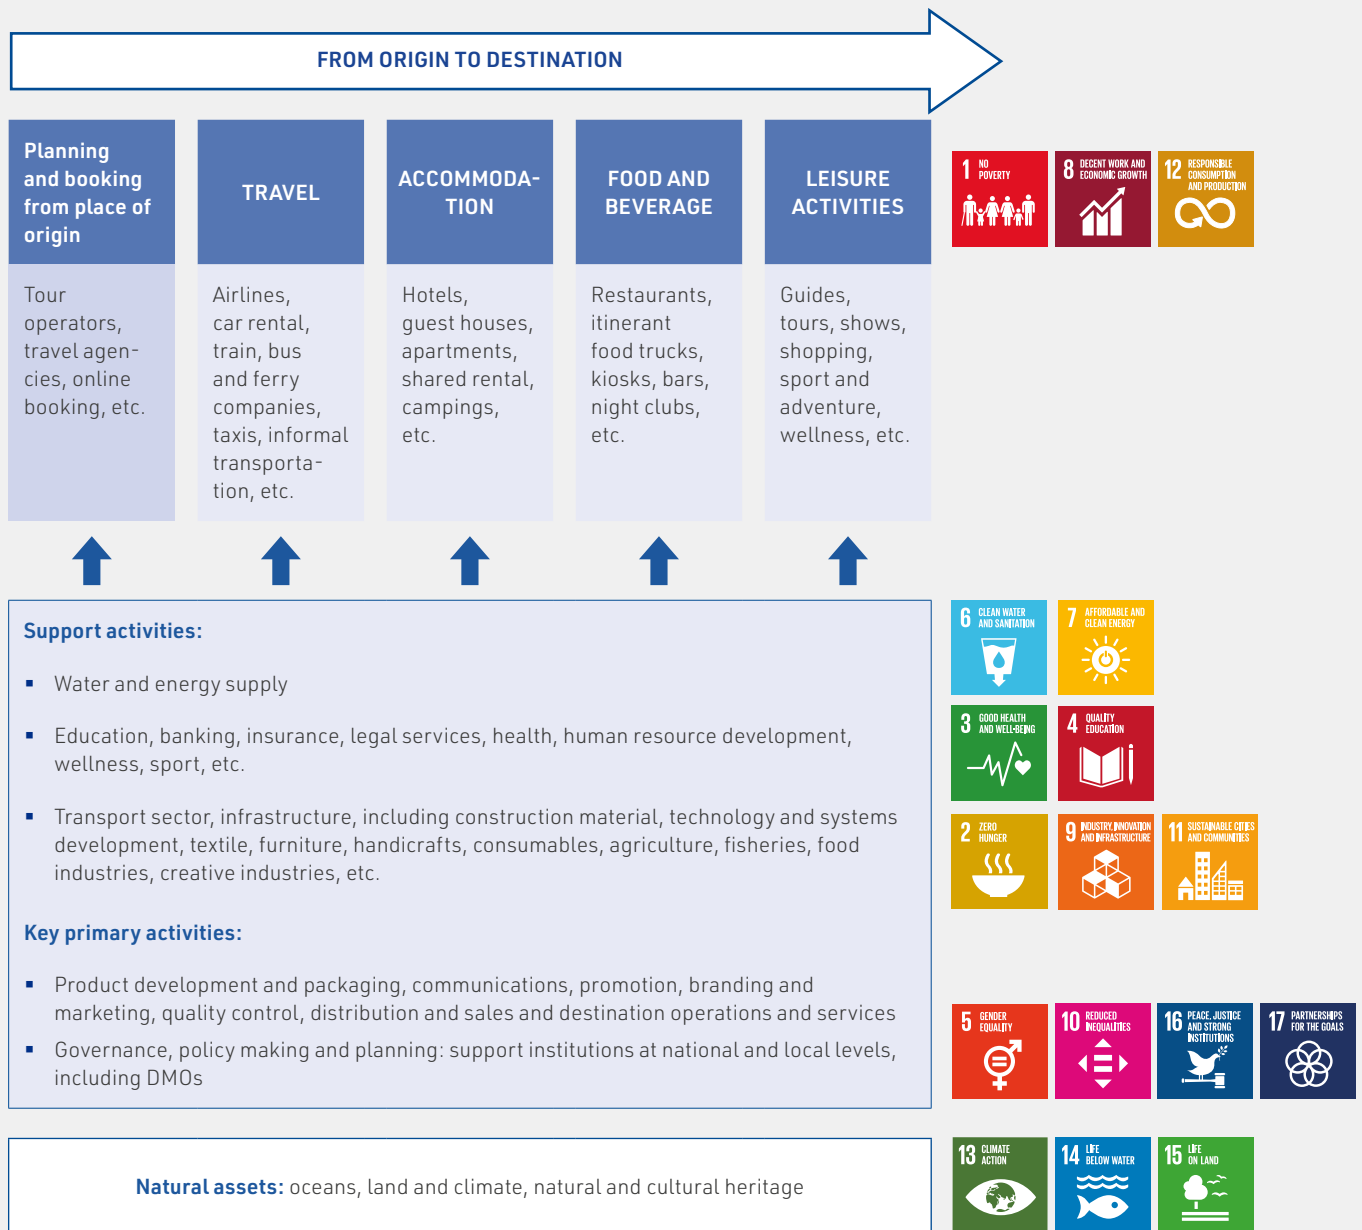 FROM ORIGIN TO DESTINATION
Planning
and booking
from place of
origin
TRAVEL
ACCOMMODA-
TION
FOOD AND
BEVERAGE
LEISURE
ACTIVITIES
1 NO
POVERTY
8 DECENT WORK AND
ECONOMIC GROWTH
12 RESPONSIBLE
CONSUMPTION
AND PRODUCTION
Tour
operators,
travel agen-
cies, online
booking, etc.
Airlines,
car rental,
train, bus
and ferry
companies,
taxis, informal
transporta-
tion, etc.
Hotels,
guest houses,
apartments,
shared rental,
campings,
etc.
Restaurants,
itinerant
food trucks,
kiosks, bars,
night clubs,
etc.
Guides,
tours, shows,
shopping,
sport and
adventure,
wellness, etc.
Support activities:
▪ Water and energy supply
▪ Education, banking, insurance, legal services, health, human resource development,
wellness, sport, etc.
▪ Transport sector, infrastructure, including construction material, technology and systems
development, textile, furniture, handicrafts, consumables, agriculture, fisheries, food
industries, creative industries, etc.
6 CLEAN WATER
AND SANITATION
7 AFFORDABLE AND
CLEAN ENERGY
3 GOOD HEALTH
AND WELL-BEING
4 QUALITY
EDUCATION
2 ZERO
HUNGER
9 INDUSTRY, INNOVATION
AND INFRASTRUCTURE
11 SUSTAINABLE CITIES
AND COMMUNITIES
Key primary activities:
▪ Product development and packaging, communications, promotion, branding and
marketing, quality control, distribution and sales and destination operations and services
▪ Governance, policy making and planning: support institutions at national and local levels,
including DMOs
5 GENDER
EQUALITY
10 REDUCED
INEQUALITIES
16 PEACE, JUSTICE
AND STRONG
INSTITUTIONS
17 PARTNERSHIPS
FOR THE GOALS
Natural assets: oceans, land and climate, natural and cultural heritage
13 CLIMATE
ACTION
14 LIFE
BELOW WATER
15 LIFE
ON LAND